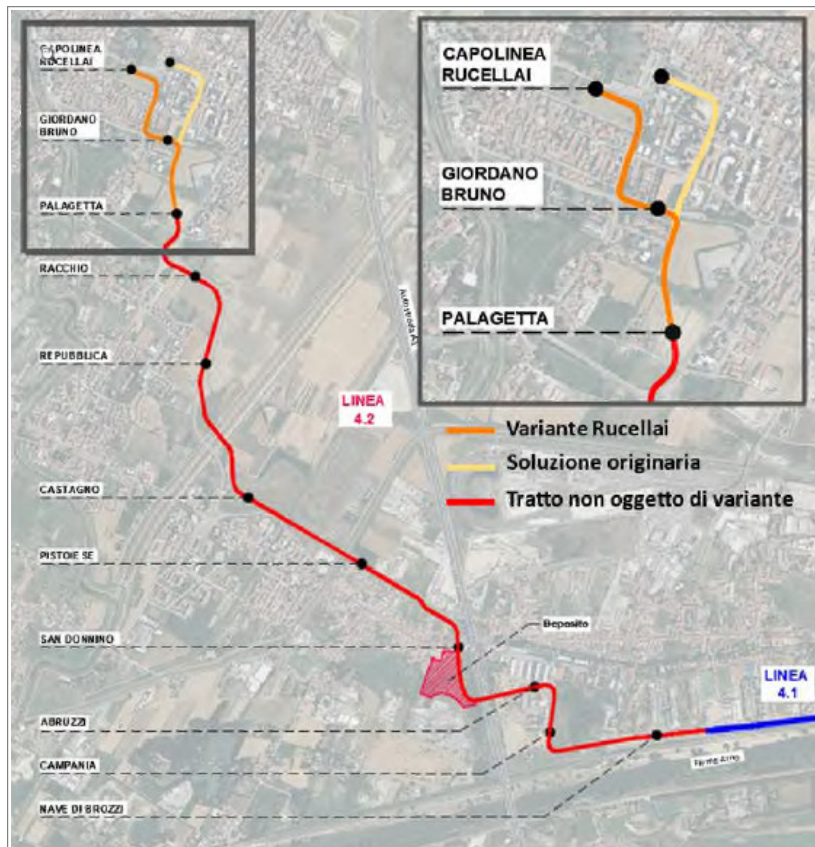 CAPOLINEA
RUCELLAI
GIORDANO
BRUNO
PALAGETTA
RACCHIO
REPUBBLICA
CASTAGNO
PISTOIESE
SAN DONNINO
ABRUZZI
CAMPANIA
NAVE DI BROZZI
Autostrada A1
LINEA
4.2
Deposito
LINEA
4.1
Fiume Arno
CAPOLINEA
RUCELLAI
GIORDANO
BRUNO
PALAGETTA
Variante Rucellai
Soluzione originaria
Tratto non oggetto di variante